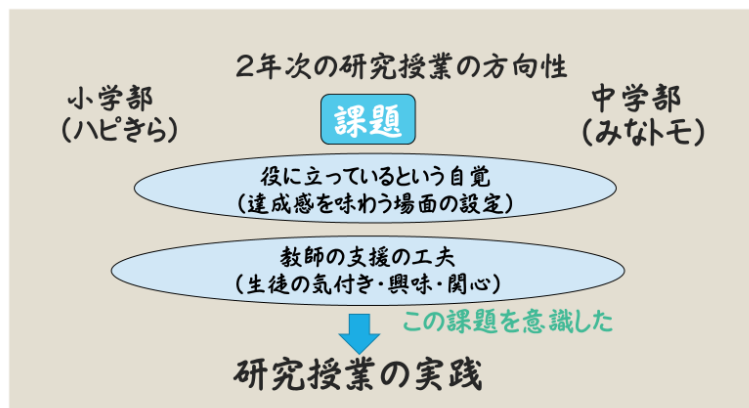 2年次の研究授業の方向性
小学部
(ハピきら)
課題
中学部
(みなトモ)
役に立っているという自覚
(達成感を味わう場面の設定)
教師の支援の工夫
(生徒の気付き・興味・関心)
この課題を意識した
研究授業の実践